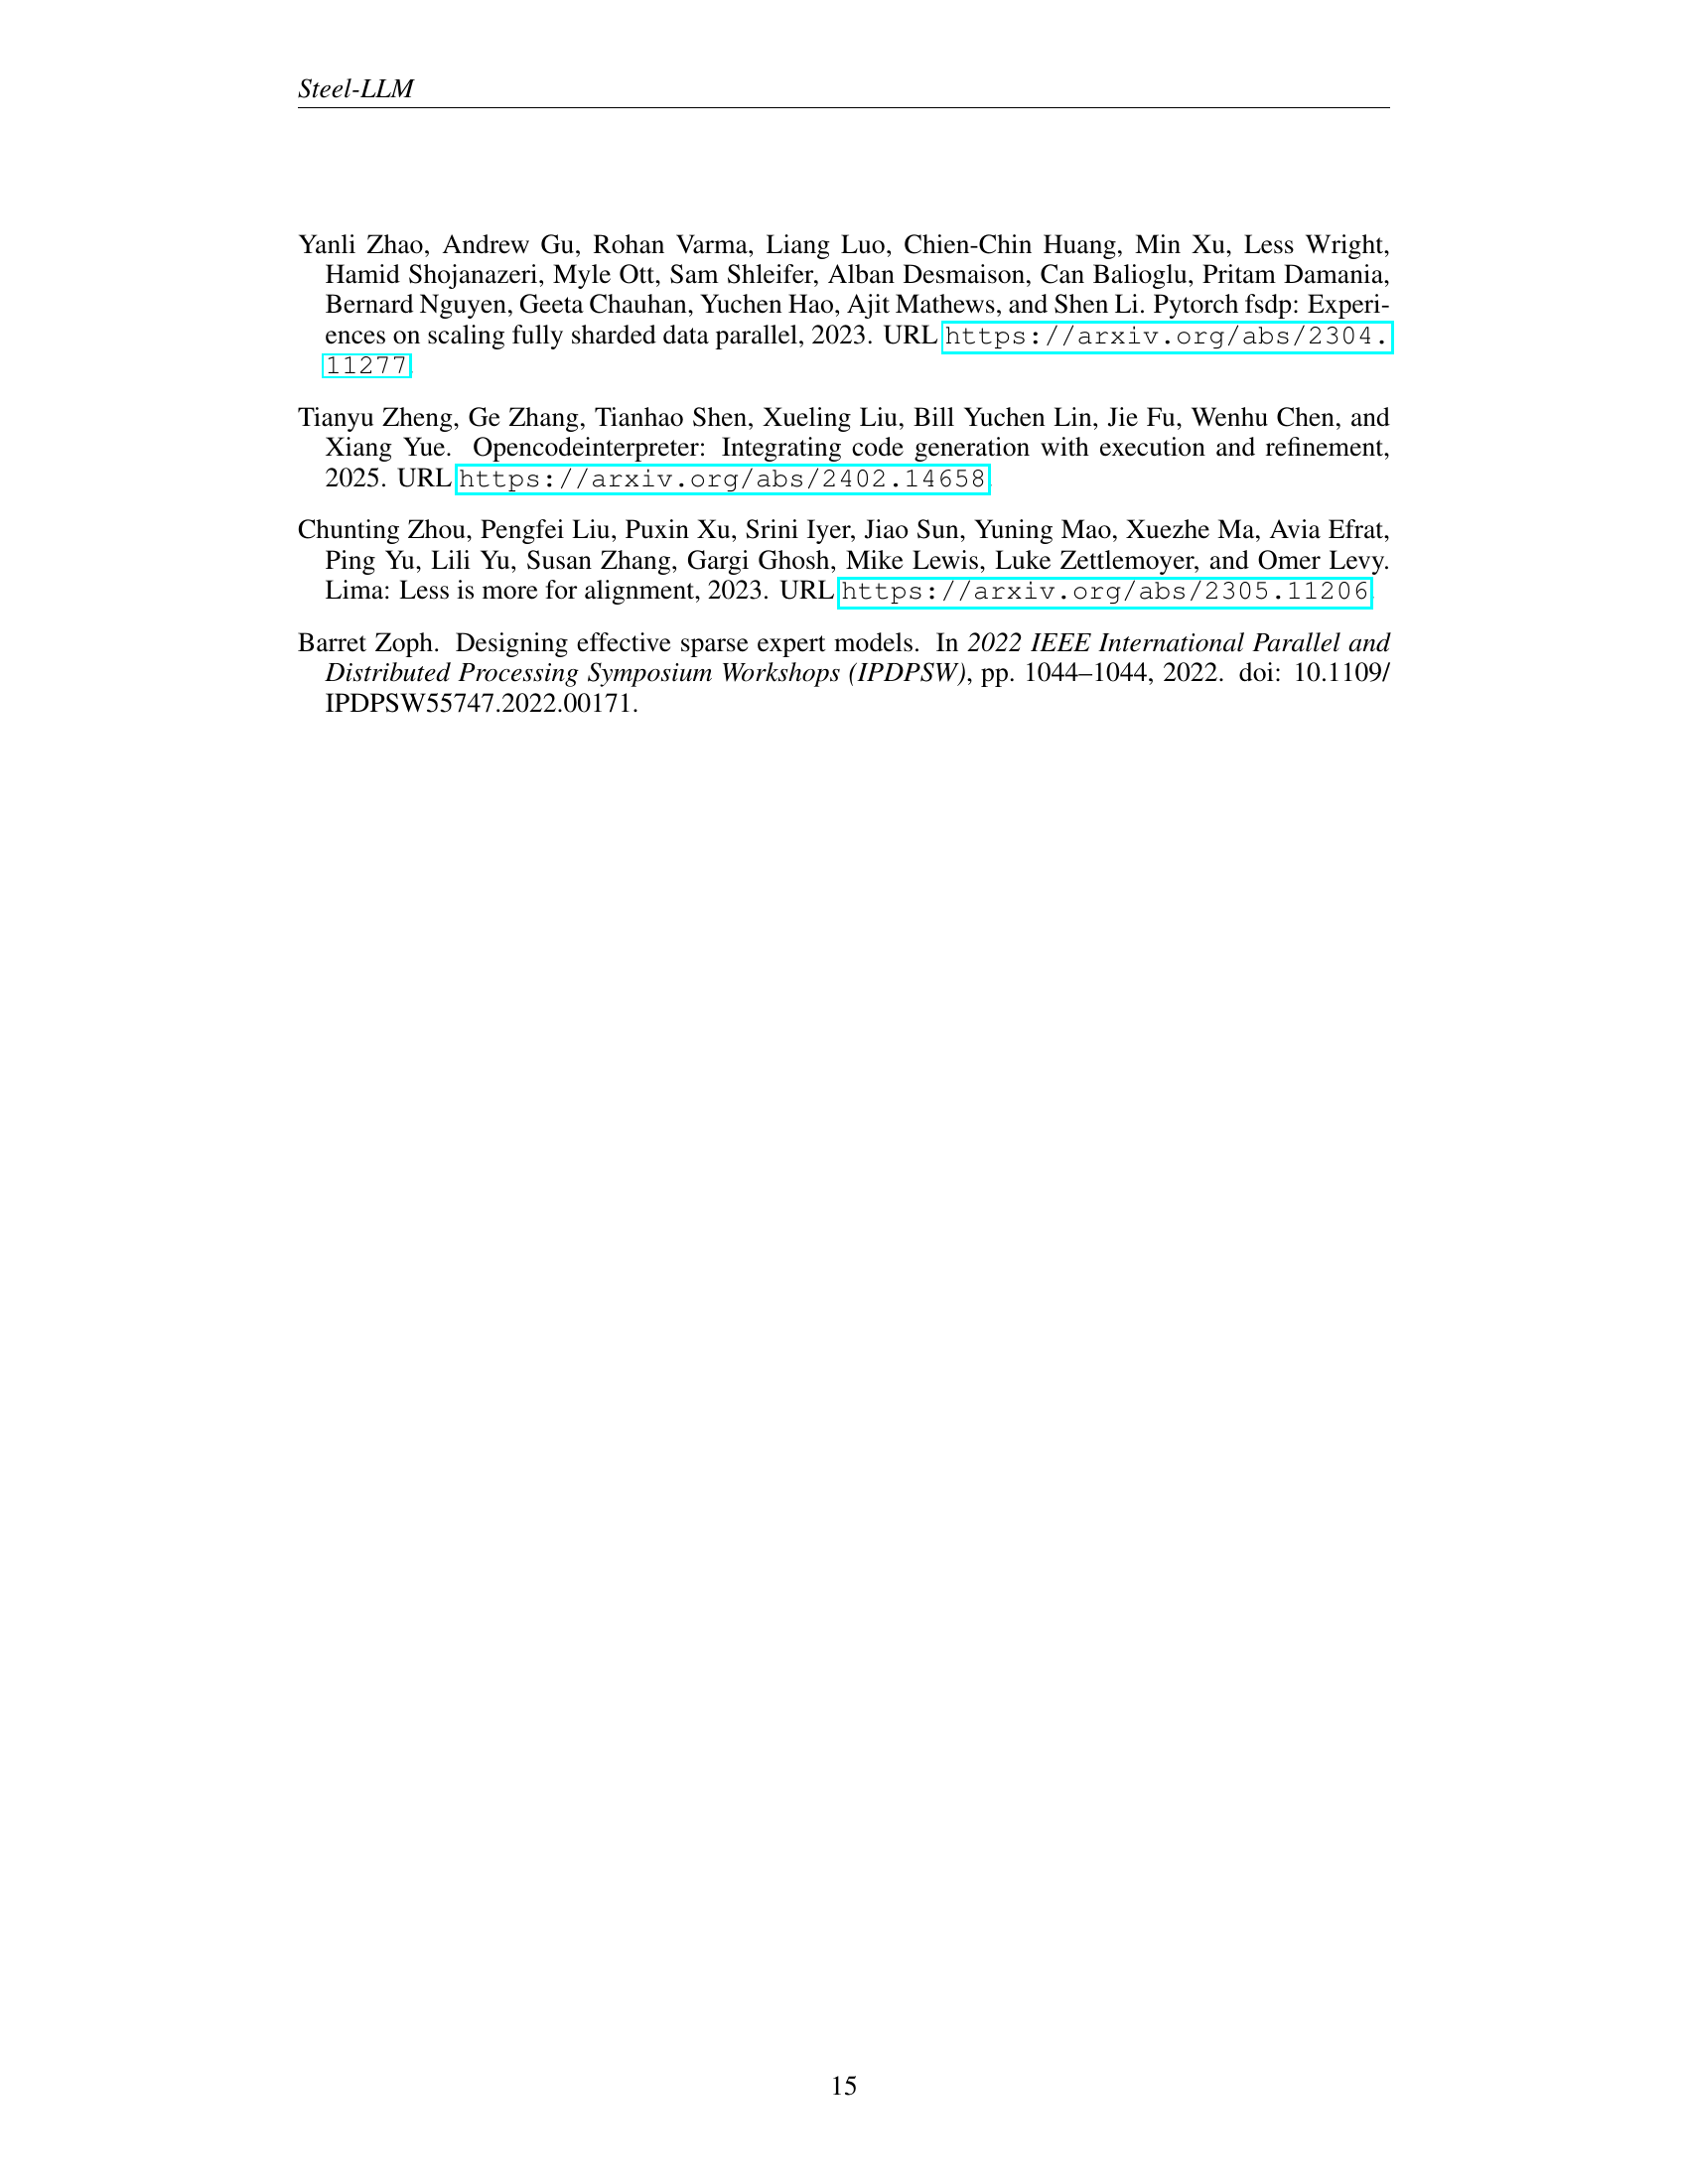 Steel-LLM
Yanli Zhao, Andrew Gu, Rohan Varma, Liang Luo, Chien-Chin Huang, Min Xu, Less Wright,
Hamid Shojanazeri, Myle Ott, Sam Shleifer, Alban Desmaison, Can Balioglu, Pritam Damania,
Bernard Nguyen, Geeta Chauhan, Yuchen Hao, Ajit Mathews, and Shen Li. Pytorch fsdp: Experi-
ences on scaling fully sharded data parallel, 2023. URL https://arxiv.org/abs/2304.
11277.
Tianyu Zheng, Ge Zhang, Tianhao Shen, Xueling Liu, Bill Yuchen Lin, Jie Fu, Wenhu Chen, and
Xiang Yue. Opencodeinterpreter: Integrating code generation with execution and refinement,
2025. URL https://arxiv.org/abs/2402.14658.
Chunting Zhou, Pengfei Liu, Puxin Xu, Srini Iyer, Jiao Sun, Yuning Mao, Xuezhe Ma, Avia Efrat,
Ping Yu, Lili Yu, Susan Zhang, Gargi Ghosh, Mike Lewis, Luke Zettlemoyer, and Omer Levy.
Lima: Less is more for alignment, 2023. URL https://arxiv.org/abs/2305.11206.
Barret Zoph. Designing effective sparse expert models. In 2022 IEEE International Parallel and
Distributed Processing Symposium Workshops (IPDPSW), pp. 1044–1044, 2022. doi: 10.1109/
IPDPSW55747.2022.00171.
15